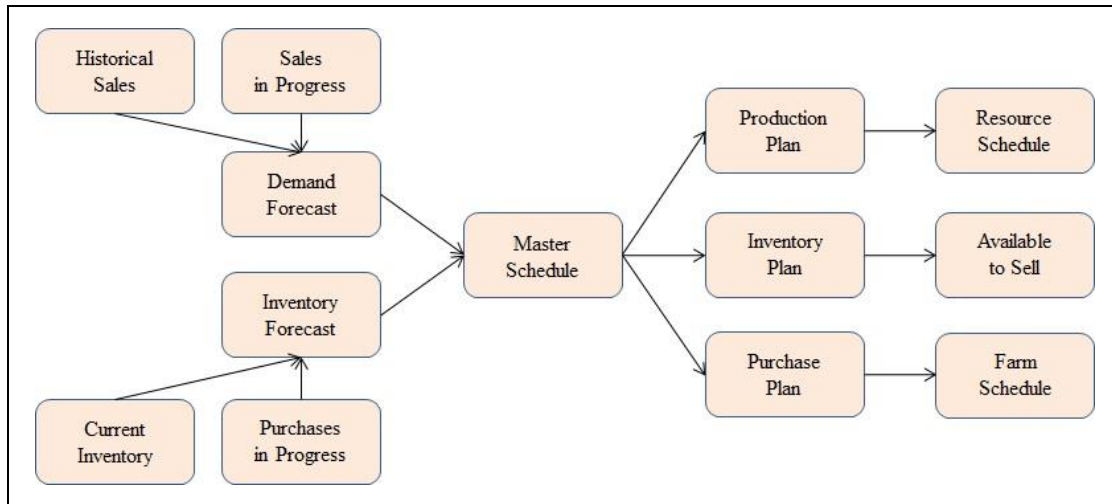 Historical
Sales
Sales
in Progress
Demand
Forecast
Inventory
Forecast
Current
Inventory
Purchases
in Progress
Master
Schedule
Production
Plan
Resource
Schedule
Inventory
Plan
Available
to Sell
Purchase
Plan
Farm
Schedule